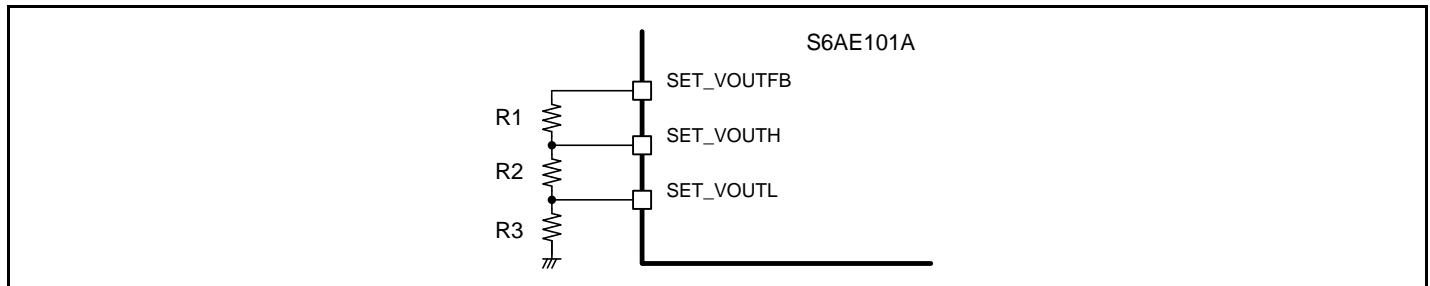 S6AE101A
SET_VOUTFB
R1
SET_VOUTH
R2
SET_VOUTL
R3